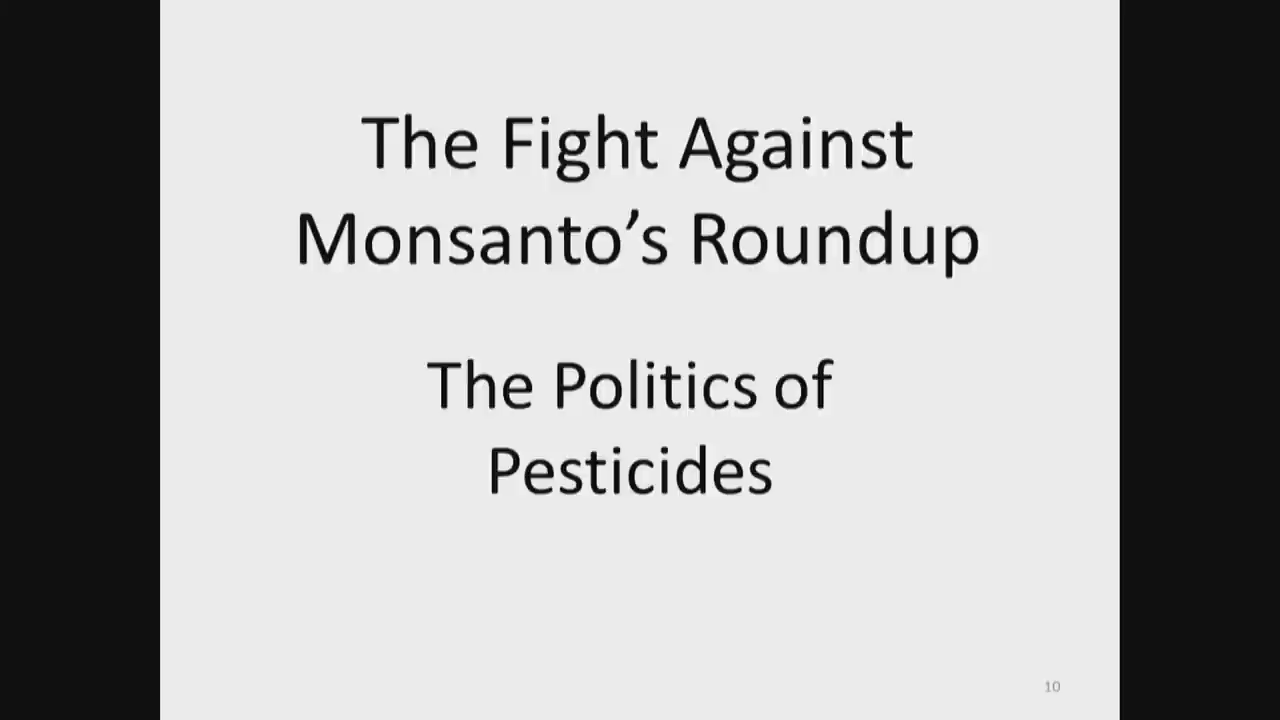 The Fight Against
Monsanto’s Roundup
The Politics of
Pesticides
10